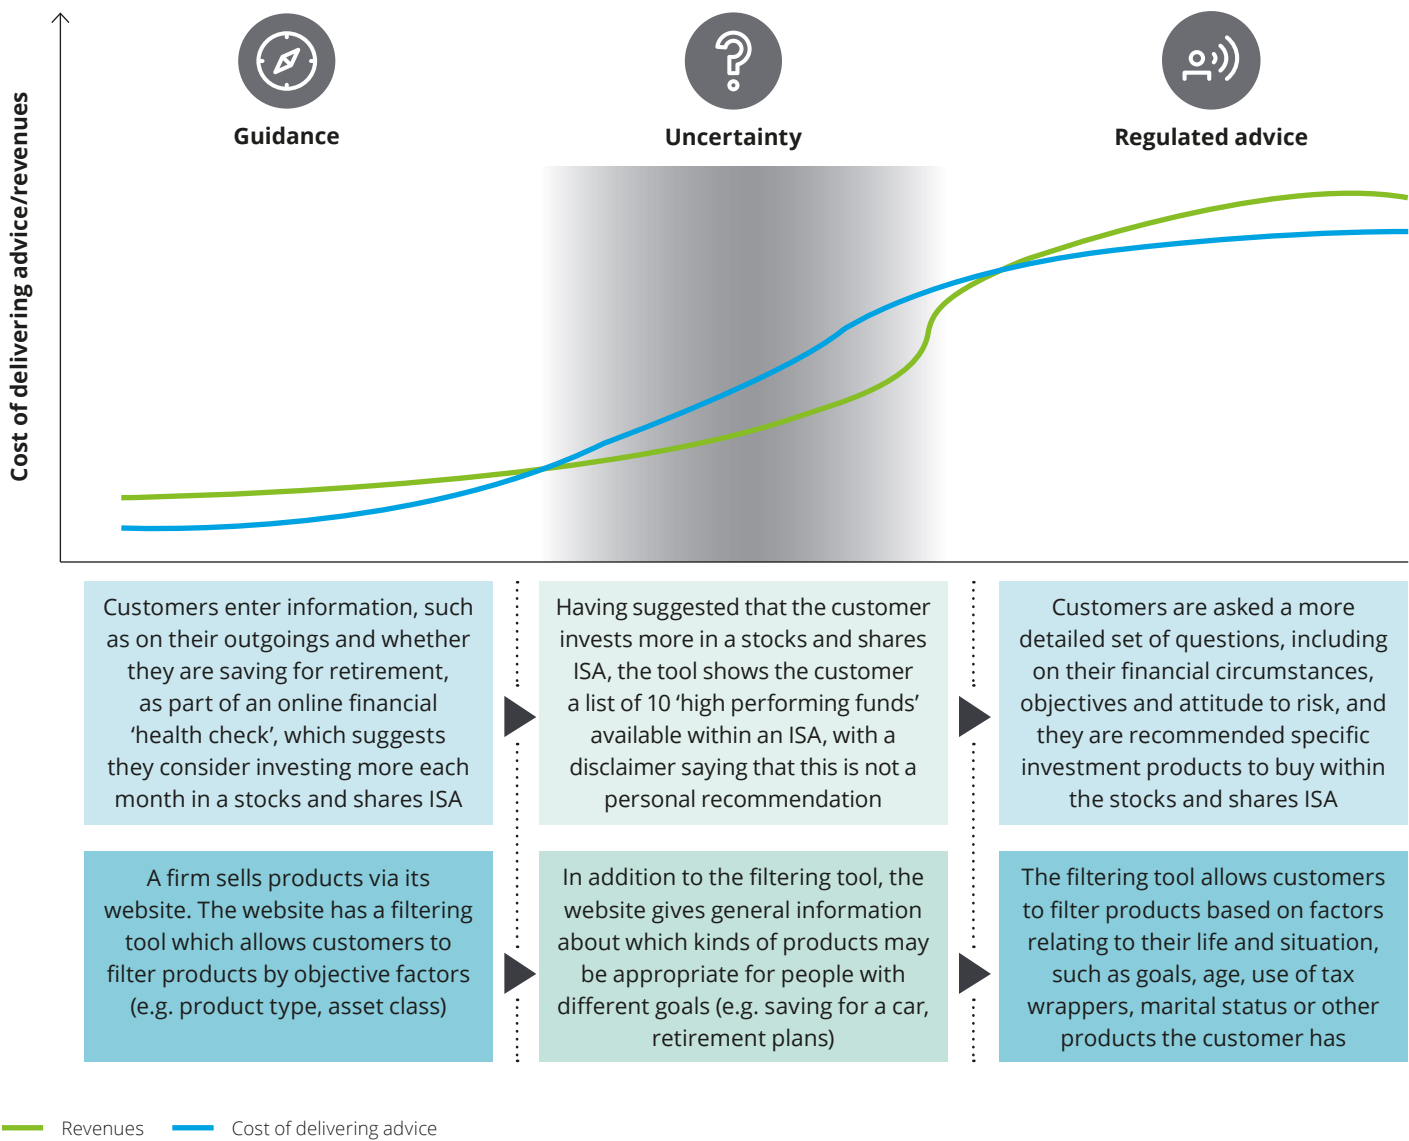 Guidance
Uncertainty
Regulated advice
Cost of delivering advice/revenues
Customers enter information, such
as on their outgoings and whether
they are saving for retirement,
as part of an online financial
‘health check’, which suggests
they consider investing more each
month in a stocks and shares ISA
Having suggested that the customer
invests more in a stocks and shares
ISA, the tool shows the customer
a list of 10 ‘high performing funds’
available within an ISA, with a
disclaimer saying that this is not a
personal recommendation
Customers are asked a more
detailed set of questions, including
on their financial circumstances,
objectives and attitude to risk, and
they are recommended specific
investment products to buy within
the stocks and shares ISA
A firm sells products via its
website. The website has a filtering
tool which allows customers to
filter products by objective factors
(e.g. product type, asset class)
In addition to the filtering tool, the
website gives general information
about which kinds of products may
be appropriate for people with
different goals (e.g. saving for a car,
retirement plans)
The filtering tool allows customers
to filter products based on factors
relating to their life and situation,
such as goals, age, use of tax
wrappers, marital status or other
products the customer has
Revenues
Cost of delivering advice